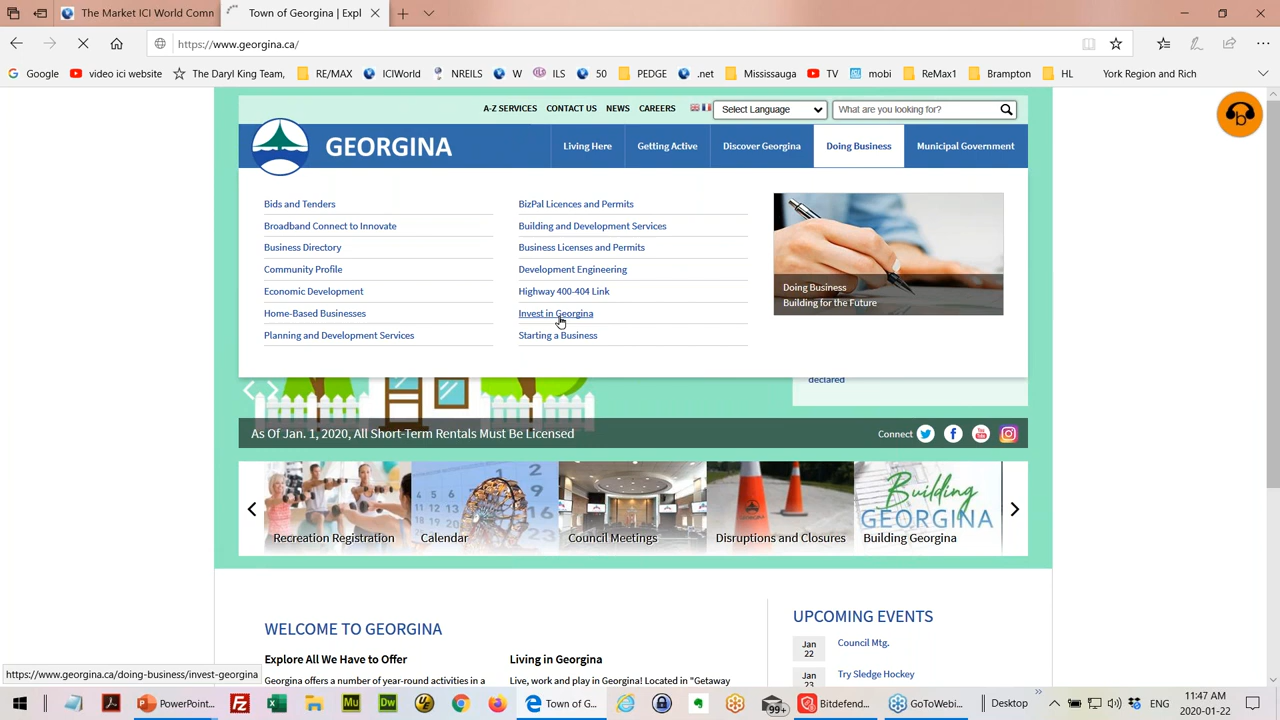 The Market ICI World Comm
Town of Georgina | Expl
https://www.georgina.ca/
Google
video ici website
The Daryl King Team,
RE/MAX
ICIWorld
NREILS
W
ILS
50
PEDGE
.net
Mississauga
TV
mobi
ReMax1
Brampton
HL
York Region and Rich
A-Z SERVICES
CONTACT US
NEWS
CAREERS
Select Language
What are you looking for?
GEORGINA
Living Here
Getting Active
Discover Georgina
Doing Business
Municipal Government
Bids and Tenders
Broadband Connect to Innovate
Business Directory
Community Profile
Economic Development
Home-Based Businesses
Planning and Development Services
BizPal Licences and Permits
Building and Development Services
Business Licenses and Permits
Development Engineering
Highway 400-404 Link
Invest in Georgina
Starting a Business
Doing Business
Building for the Future
declared
As Of Jan. 1, 2020, All Short-Term Rentals Must Be Licensed
Connect
Recreation Registration
Calendar
Council Meetings
Disruptions and Closures
Building
GEORGINA
Building Georgina
WELCOME TO GEORGINA
Explore All We Have to Offer
Georgina offers a number of year-round activities in a
Living in Georgina
Live, work and play in Georgina! Located in "Getaway
UPCOMING EVENTS
Jan
22
Council Mtg.
Jan
23
Try Sledge Hockey
https://www.georgina.ca/doing-business/invest-georgina
PowerPoint...
Town of G...
99+
Bitdefend...
GoToWebi...
Desktop
ENG
11:47 AM
2020-01-22